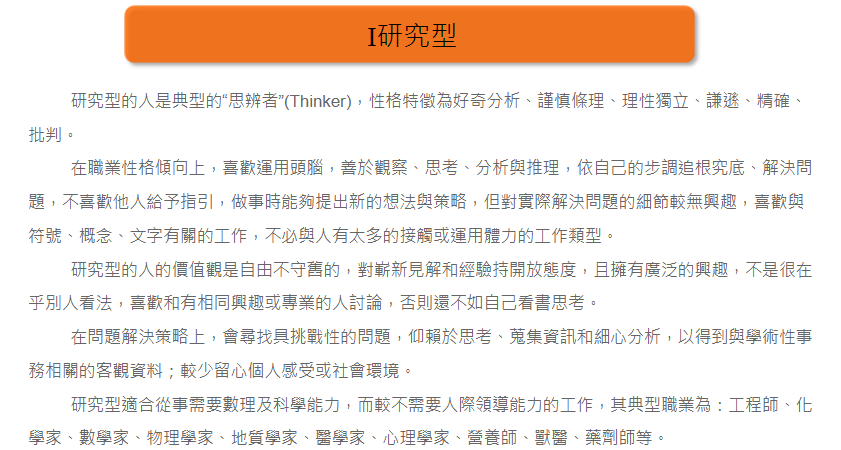 I研究型
研究型的人是典型的“思辨者”(Thinker)，性格特徵為好奇分析、謹慎條理、理性獨立、謙遜、精確、
批判。
在職業性格傾向上，喜歡運用頭腦，善於觀察、思考、分析與推理，依自己的步調追根究底、解決問
題，不喜歡他人給予指引，做事時能夠提出新的想法與策略，但對實際解決問題的細節較無興趣，喜歡與
符號、概念、文字有關的工作，不必與人有太多的接觸或運用體力的工作類型。
研究型的人的價值觀是自由不守舊的，對嶄新見解和經驗持開放態度，且擁有廣泛的興趣，不是很在
乎別人看法，喜歡和有相同興趣或專業的人討論，否則還不如自己看書思考。
在問題解決策略上，會尋找具挑戰性的問題，仰賴於思考、蒐集資訊和細心分析，以得到與學術性事
務相關的客觀資料；較少留心個人感受或社會環境。
研究型適合從事需要數理及科學能力，而較不需要人際領導能力的工作，其典型職業為：工程師、化
學家、數學家、物理學家、地質學家、醫學家、心理學家、營養師、獸醫、藥劑師等。